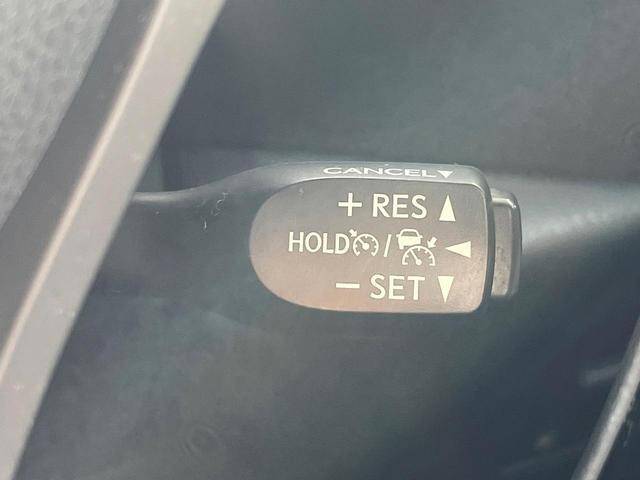 CANCEL▼
+ RES ▲
HOLD / ◀
− SET ▼